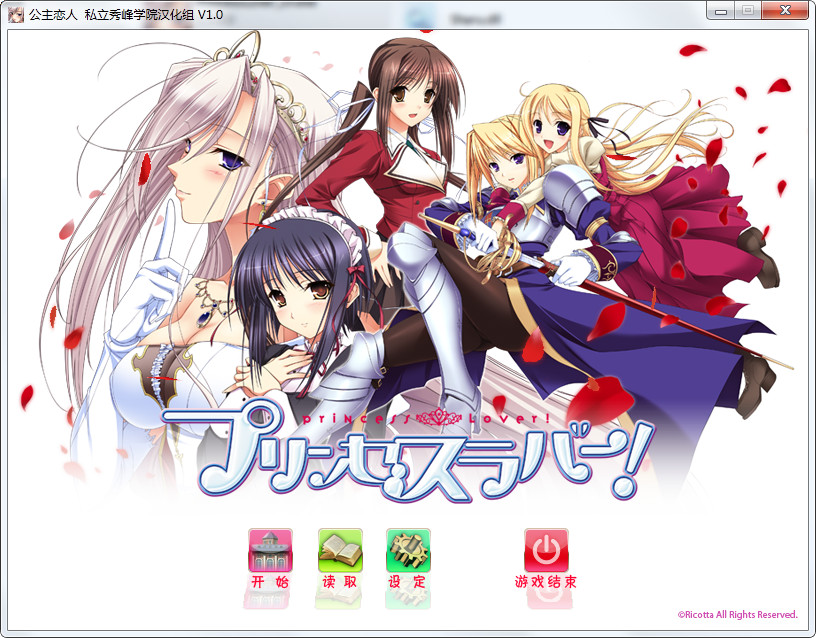 公主恋人 私立秀峰学院汉化组 V1.0
princess Lover!
プリンセスラバー!
开 始
读 取
设 定
游戏结束
©Ricotta All Rights Reserved.